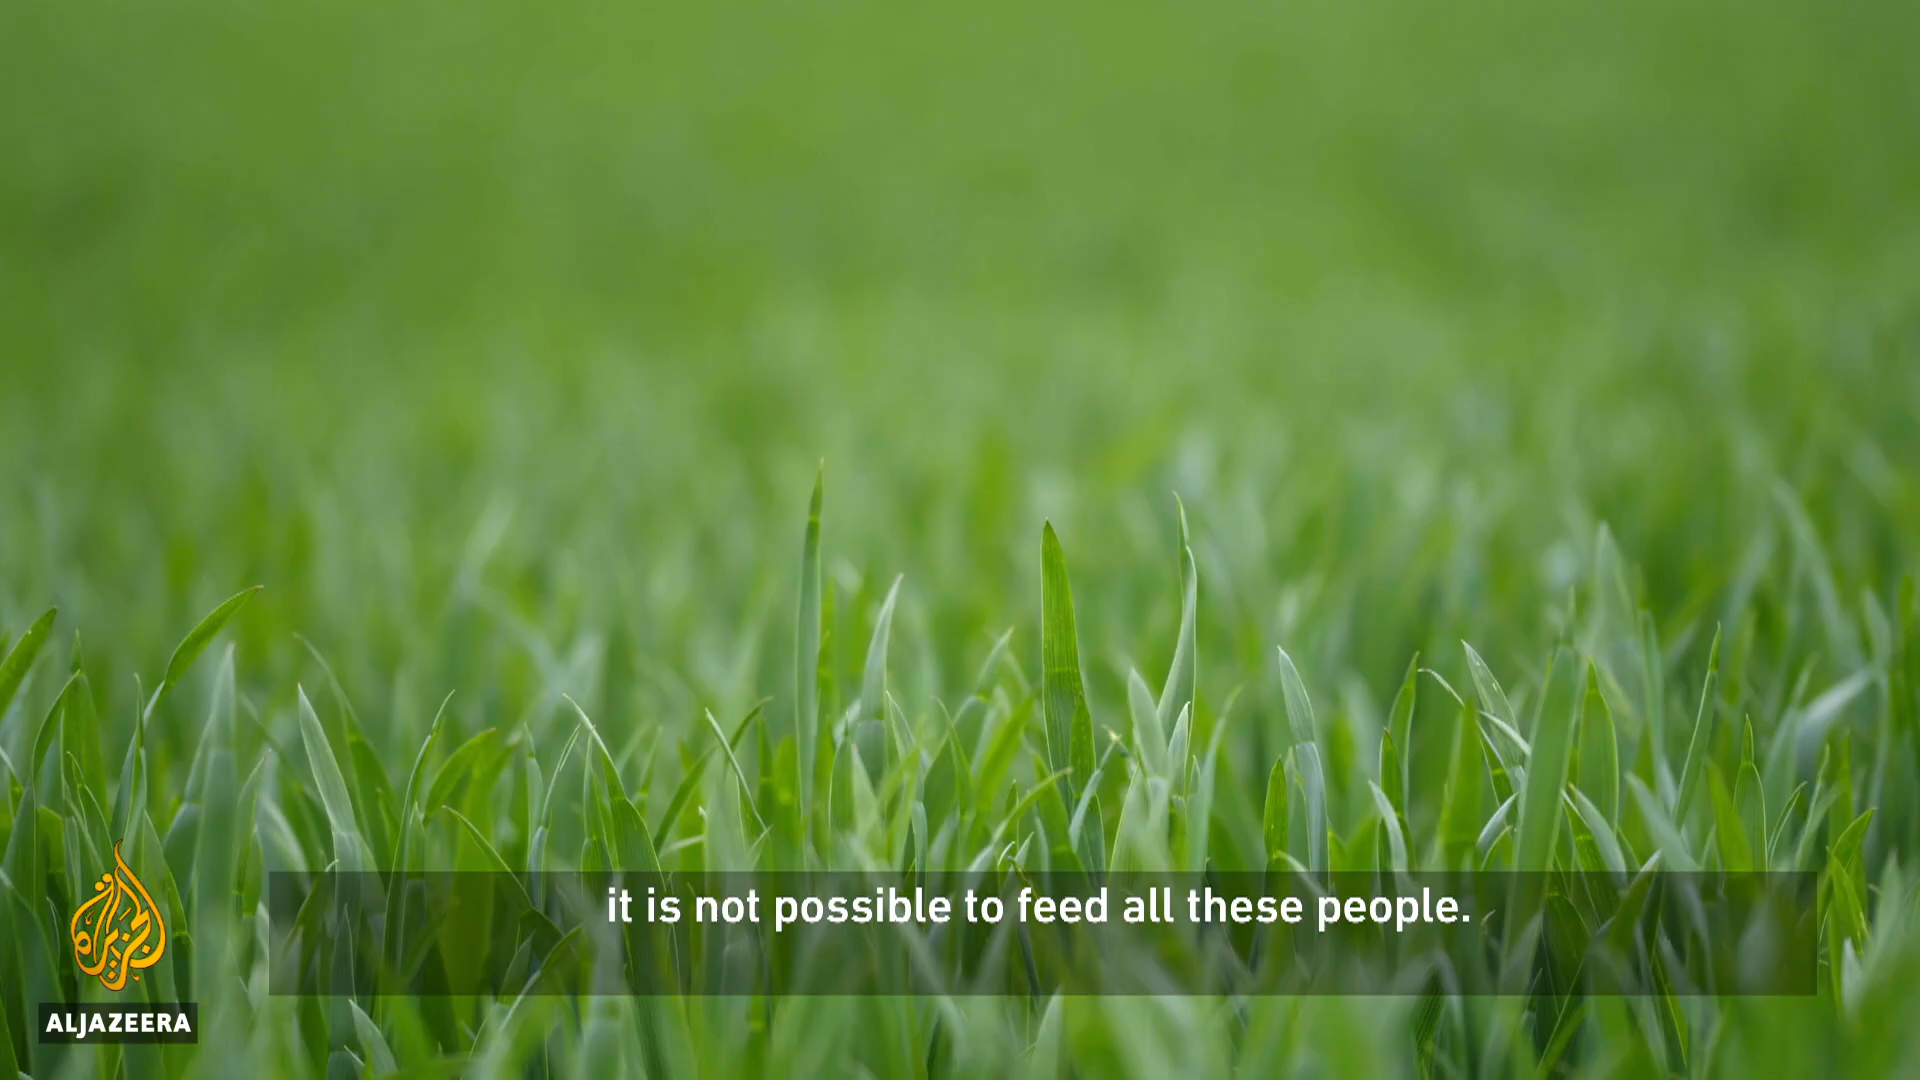 it is not possible to feed all these people.
الجزيرة
ALJAZEERA